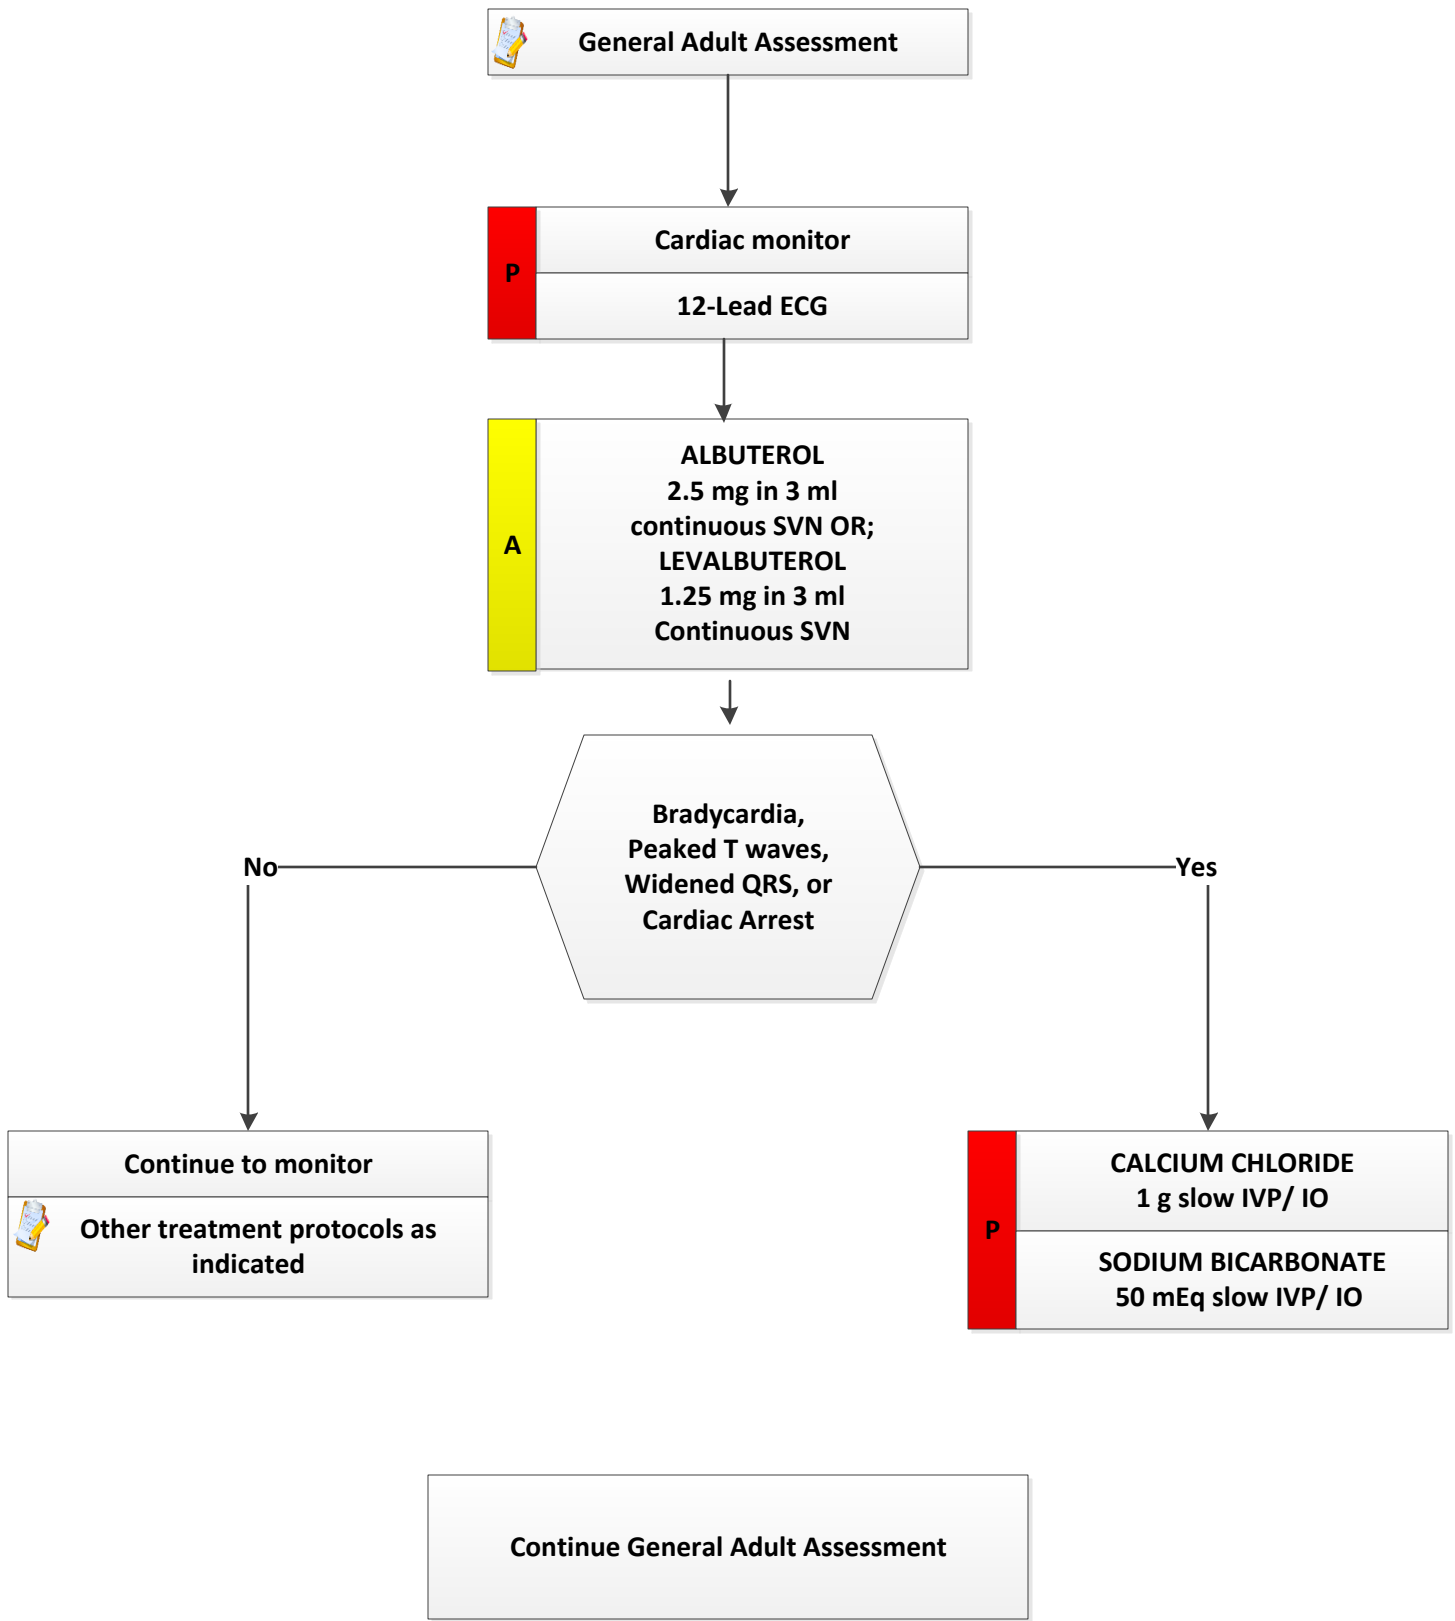 General Adult Assessment
P
Cardiac monitor
12-Lead ECG
A
ALBUTEROL
2.5 mg in 3 ml
continuous SVN OR;
LEVALBUTEROL
1.25 mg in 3 ml
Continuous SVN
Bradycardia,
Peaked T waves,
Widened QRS, or
Cardiac Arrest
No
Yes
Continue to monitor
Other treatment protocols as
indicated
P
CALCIUM CHLORIDE
1 g slow IVP/ IO
SODIUM BICARBONATE
50 mEq slow IVP/ IO
Continue General Adult Assessment